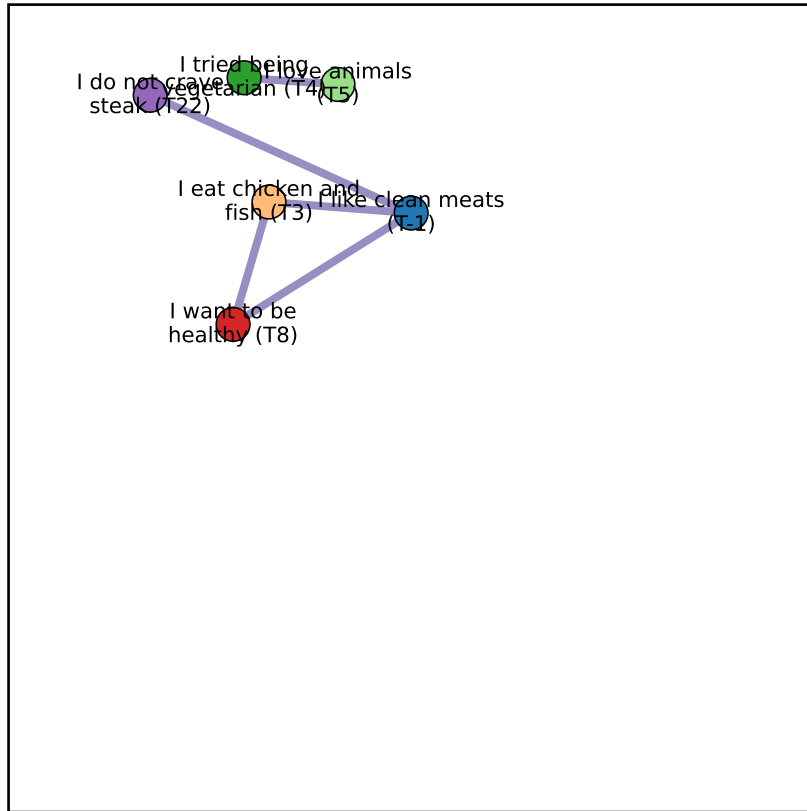 I tried being
vegetarian (T4)
I love animals
(T5)
I do not crave
steak (T22)
I eat chicken and
fish (T3)
I like clean meats
(T-1)
I want to be
healthy (T8)